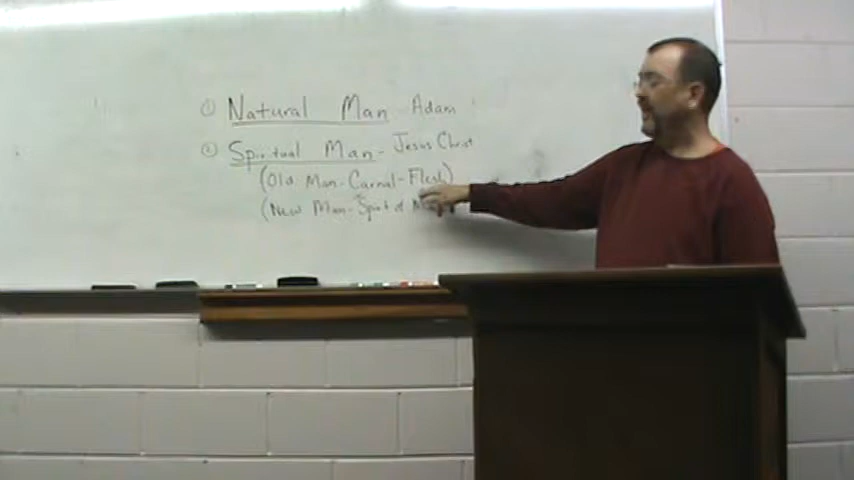 ① Natural Man - Adam
② Spiritual Man - Jesus Christ
(Old Man - Carnal - Flesh)
(New Man - Spirit of